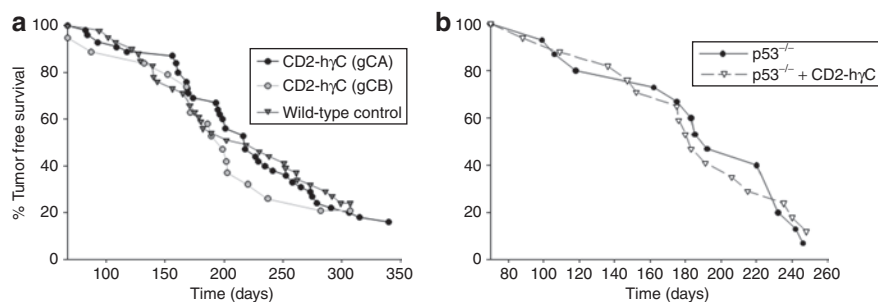 a
% Tumor free survival
100
80
60
40
20
0
CD2-hγC (gCA)
CD2-hγC (gCB)
Wild-type control
100 150 200 250 300 350
Time (days)
b
100
80
60
40
20
0
p53−/−
p53−/− + CD2-hγC
80 100 120 140 160 180 200 220 240 260
Time (days)